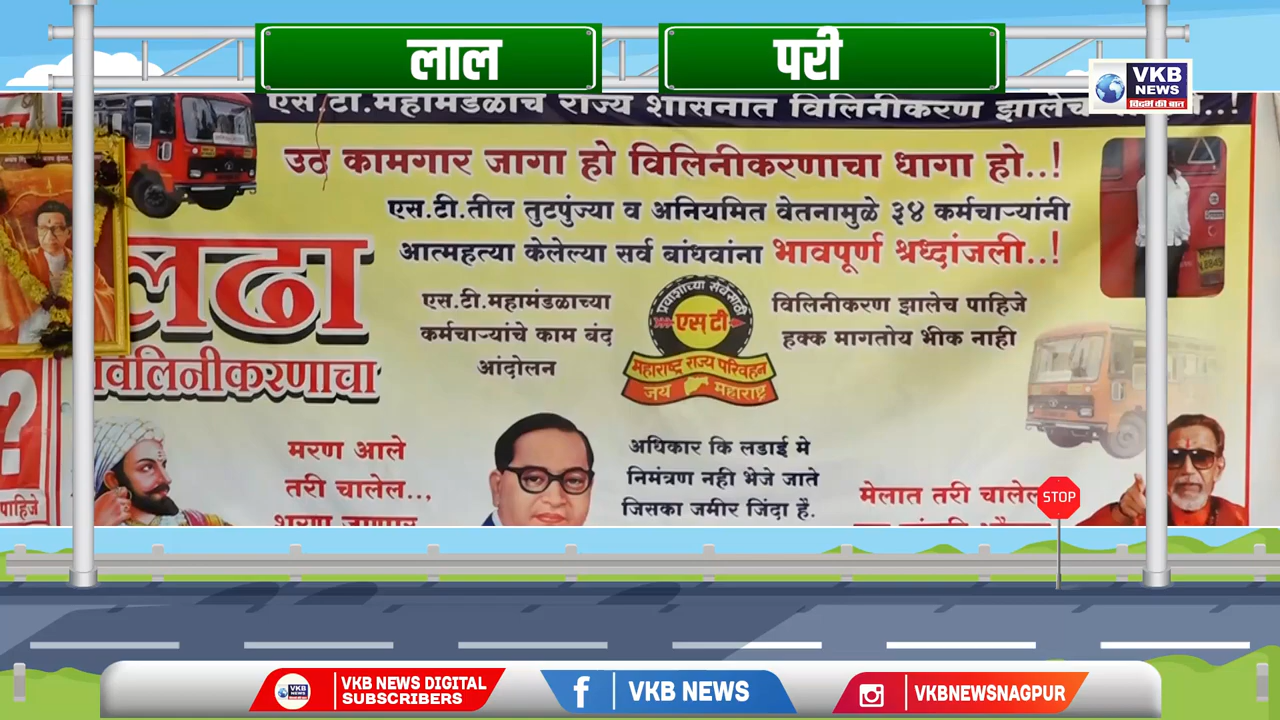 लाल
परी
VKB
NEWS
विदर्भ की बात
एस.टी.महामंडळाचे राज्य शासनात विलिनीकरण झालेच
उठ कामगार जागा हो विलिनीकरणाचा धागा हो..!
एस.टी.तील तुटपुंज्या व अनियमित वेतनामुळे ३४ कर्मचाऱ्यांनी
आत्महत्या केलेल्या सर्व बांधवांना भावपूर्ण श्रध्दांजली..!
लढा
विलिनीकरणाचा
एस.टी.महामंडळाच्या
कर्मचाऱ्यांचे काम बंद
आंदोलन
प्रवाशांच्या सेवेसाठी
एस टी
महाराष्ट्र राज्य परिवहन
जय महाराष्ट्र
विलिनीकरण झालेच पाहिजे
हक्क मागतोय भीक नाही
?
पाहिजे
मरण आले
तरी चालेल..,
अधिकार कि लडाई मे
निमंत्रण नही भेजे जाते
जिसका जमीर जिंदा है.
मेलात तरी चालेल
STOP
VKB NEWS DIGITAL
SUBSCRIBERS
VKB NEWS
VKBNEWSNAGPUR